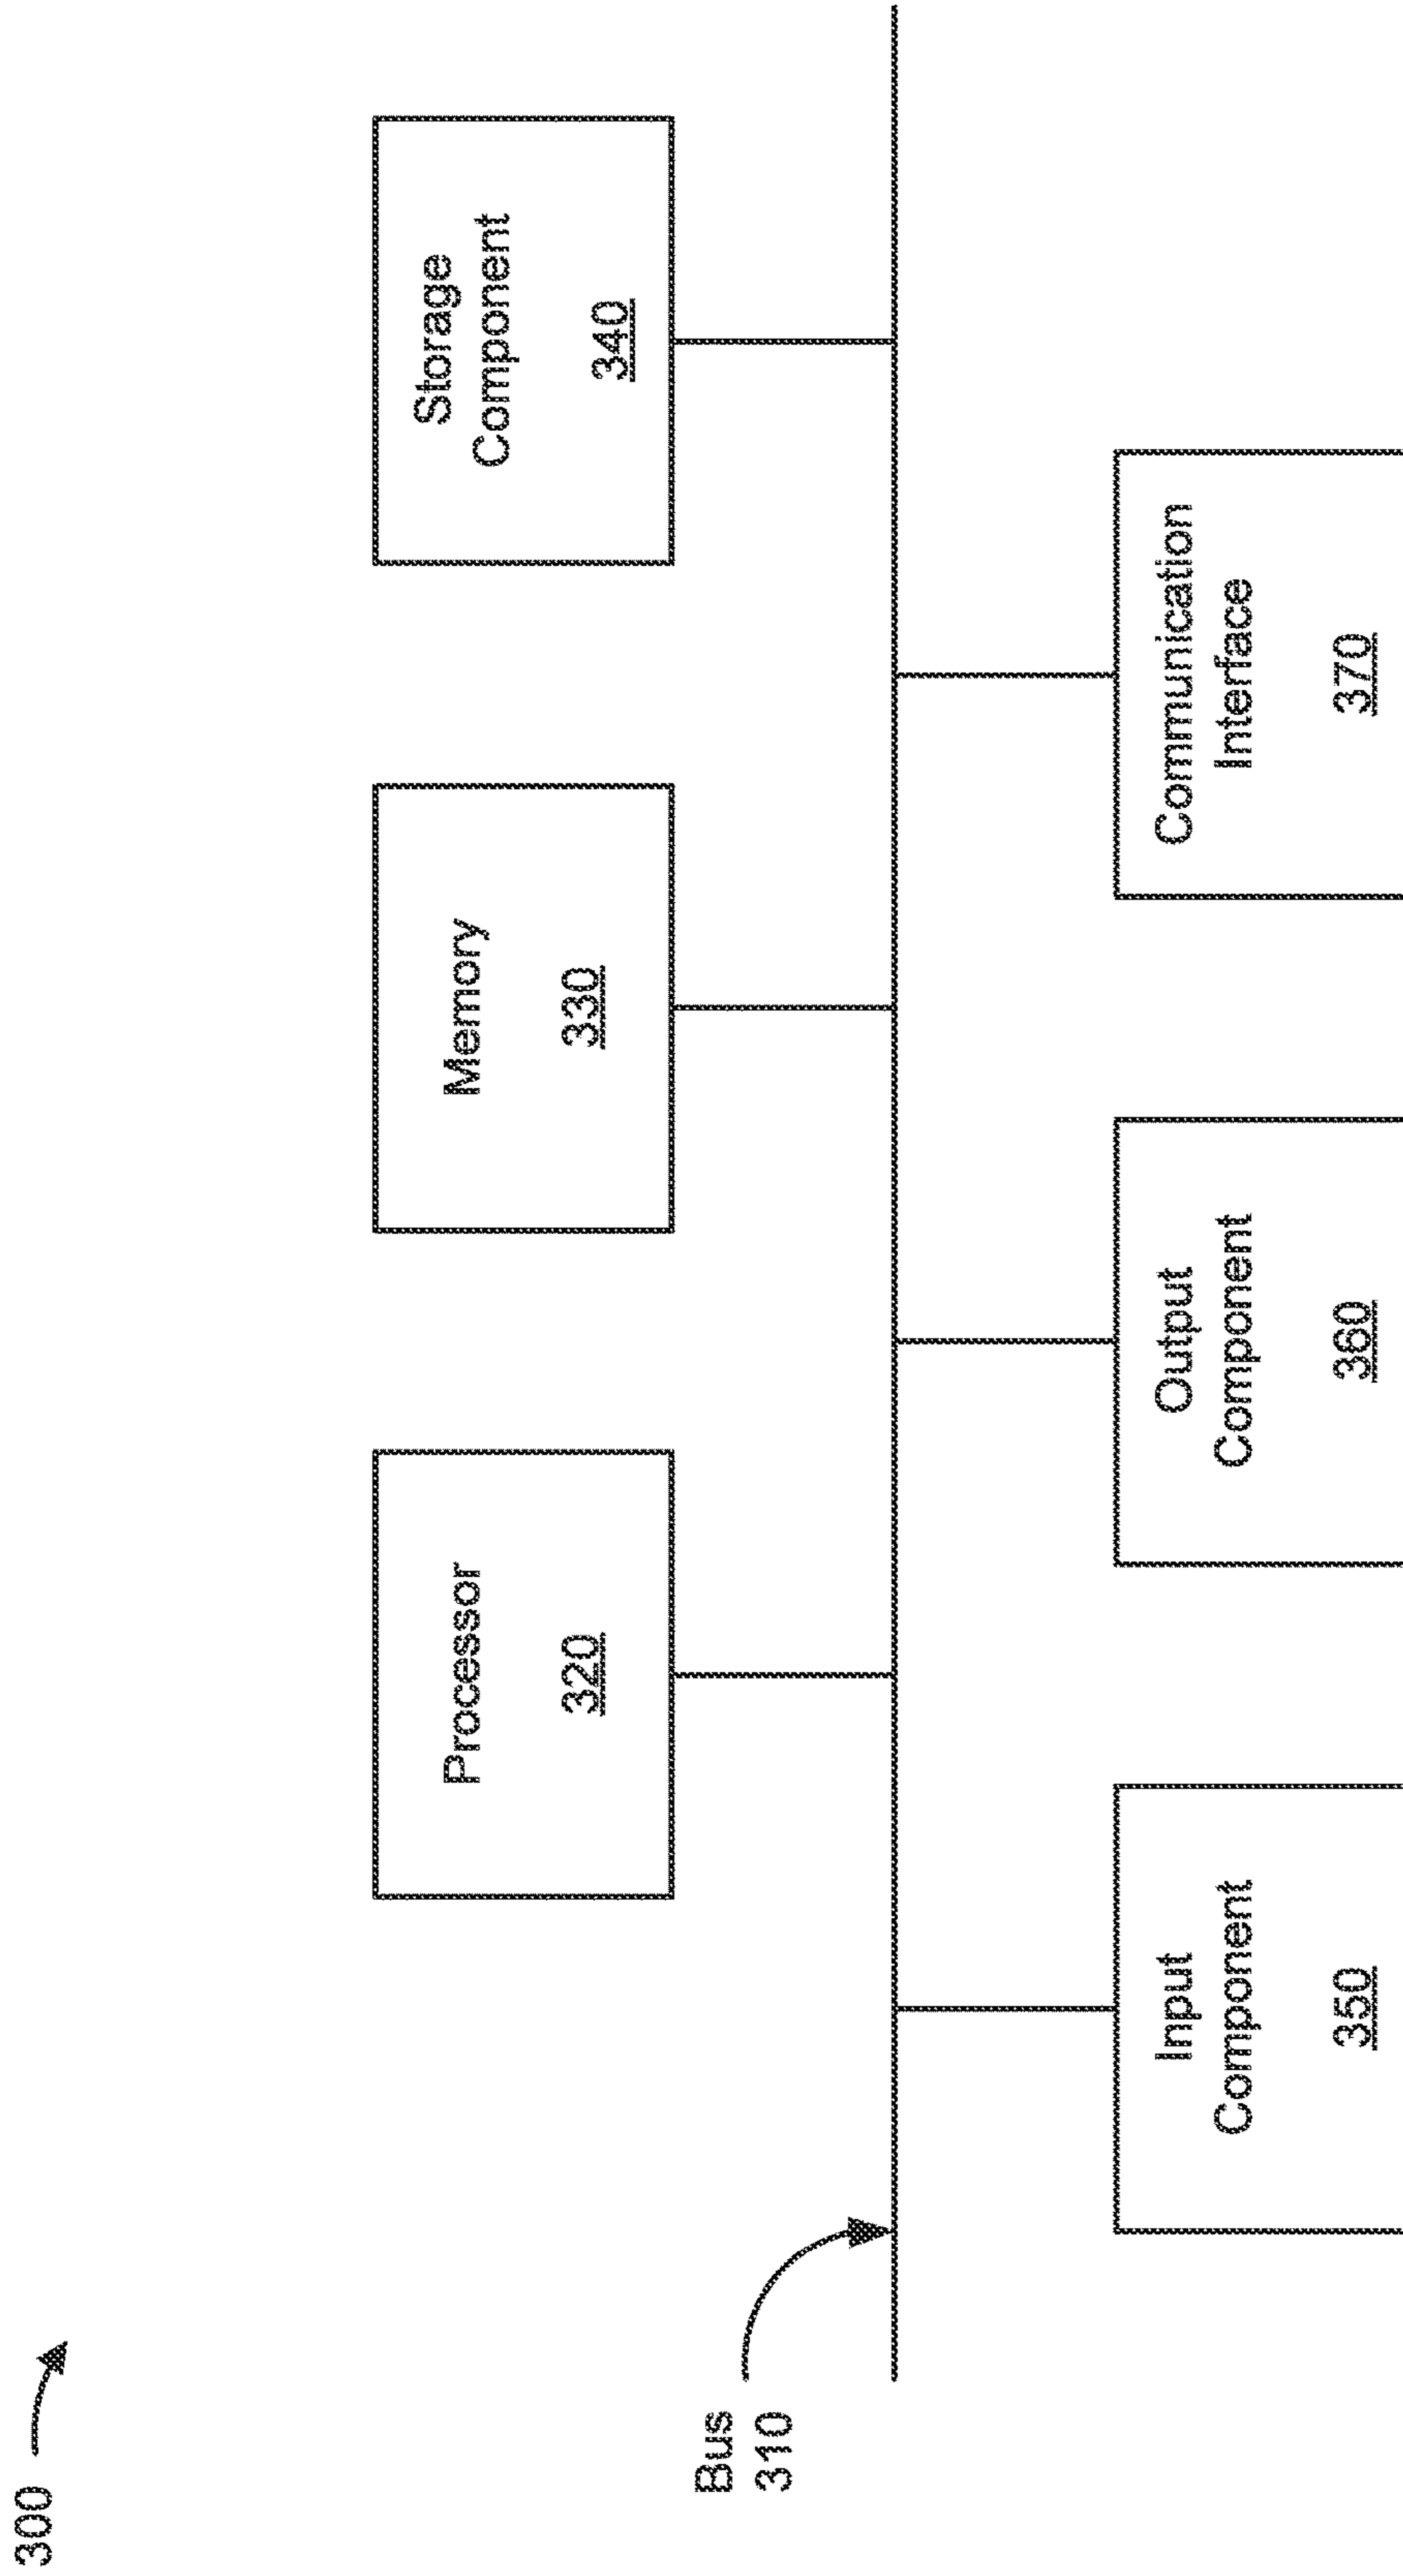 300
Processor
320
Memory
330
Storage
Component
340
Bus
310
Input
Component
350
Output
Component
360
Communication
Interface
370